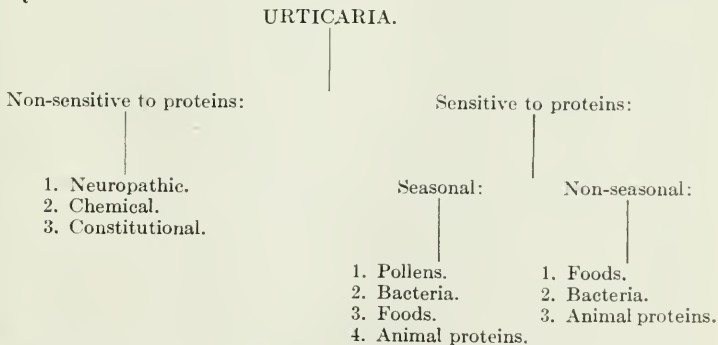 URTICARIA.
Non-sensitive to proteins:
1. Neuropathic.
2. Chemical.
3. Constitutional.
Sensitive to proteins:
Seasonal:
1. Pollens.
2. Bacteria.
3. Foods.
4. Animal proteins.
Non-seasonal:
1. Foods.
2. Bacteria.
3. Animal proteins.